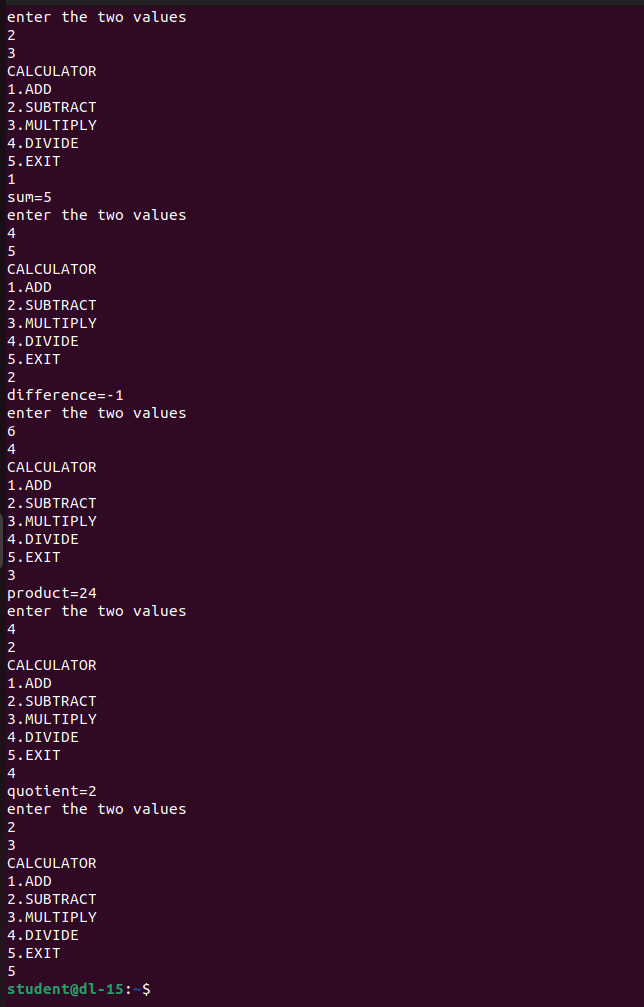 enter the two values
2
3
CALCULATOR
1.ADD
2.SUBTRACT
3.MULTIPLY
4.DIVIDE
5.EXIT
1
sum=5
enter the two values
4
5
CALCULATOR
1.ADD
2.SUBTRACT
3.MULTIPLY
4.DIVIDE
5.EXIT
2
difference=-1
enter the two values
6
4
CALCULATOR
1.ADD
2.SUBTRACT
3.MULTIPLY
4.DIVIDE
5.EXIT
3
product=24
enter the two values
4
2
CALCULATOR
1.ADD
2.SUBTRACT
3.MULTIPLY
4.DIVIDE
5.EXIT
4
quotient=2
enter the two values
2
3
CALCULATOR
1.ADD
2.SUBTRACT
3.MULTIPLY
4.DIVIDE
5.EXIT
5
student@dl-15:~$